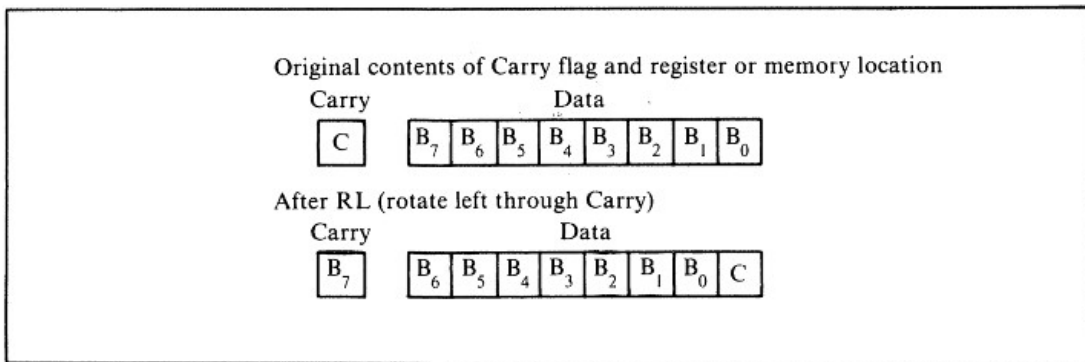 Original contents of Carry flag and register or memory location
Carry Data
C B₇ B₆ B₅ B₄ B₃ B₂ B₁ B₀
After RL (rotate left through Carry)
Carry Data
B₇ B₆ B₅ B₄ B₃ B₂ B₁ B₀ C